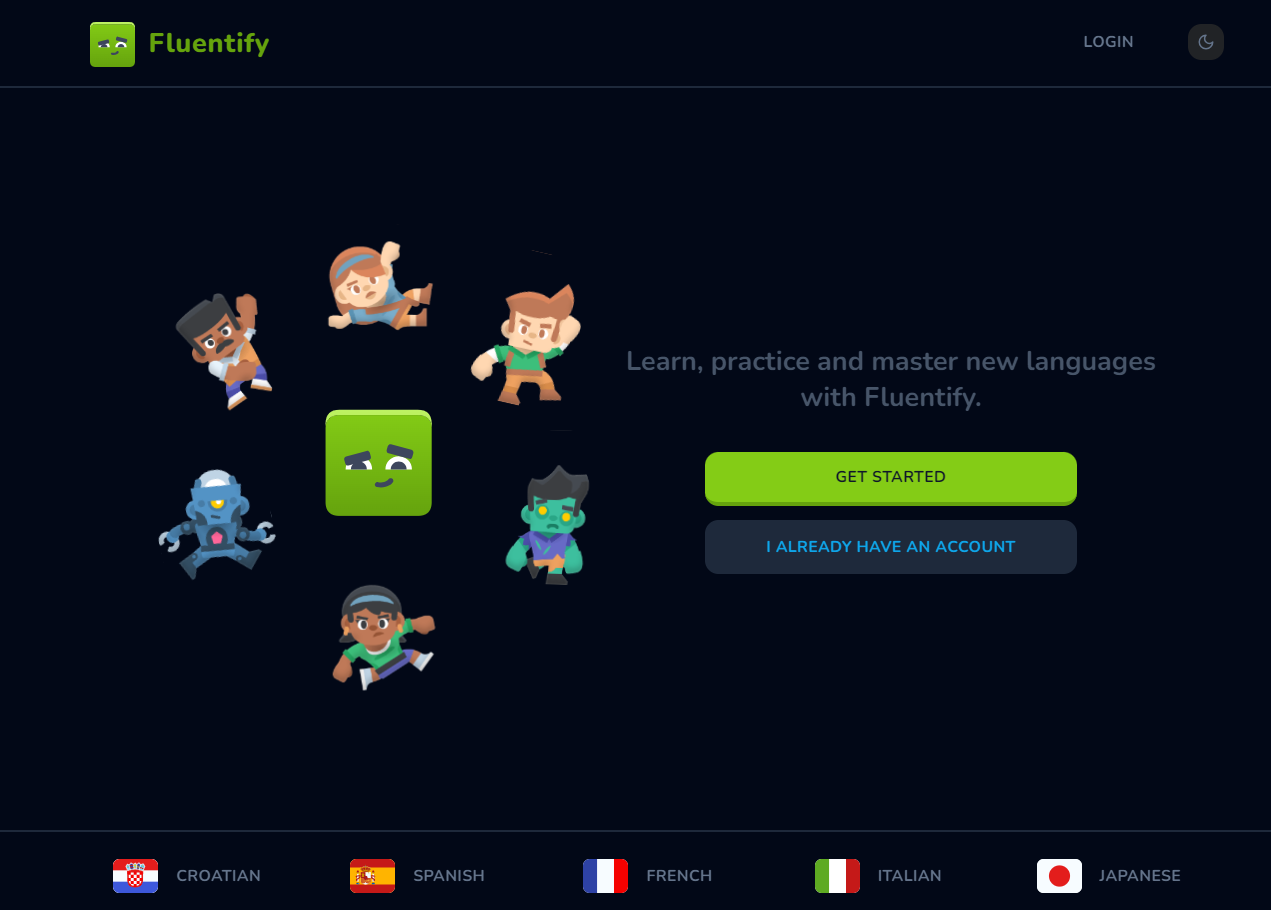 Fluentify
LOGIN
Learn, practice and master new languages
with Fluentify.
GET STARTED
I ALREADY HAVE AN ACCOUNT
CROATIAN
SPANISH
FRENCH
ITALIAN
JAPANESE